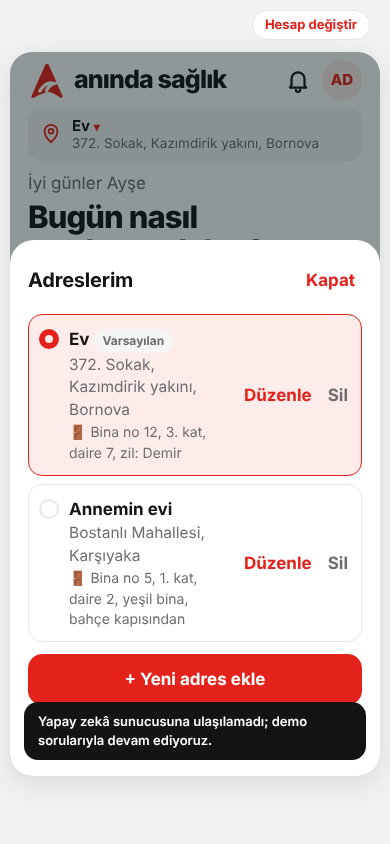 Hesap değiştir
anında sağlık
AD
Ev ▾
372. Sokak, Kazımdirik yakını, Bornova
İyi günler Ayşe
Bugün nasıl
Adreslerim
Kapat
Ev Varsayılan
372. Sokak,
Kazımdirik yakını,
Bornova
Düzenle Sil
🚪 Bina no 12, 3. kat,
daire 7, zil: Demir
Annemin evi
Bostanlı Mahallesi,
Karşıyaka
Düzenle Sil
🚪 Bina no 5, 1. kat,
daire 2, yeşil bina,
bahçe kapısından
+ Yeni adres ekle
Yapay zekâ sunucusuna ulaşılamadı; demo
sorularıyla devam ediyoruz.